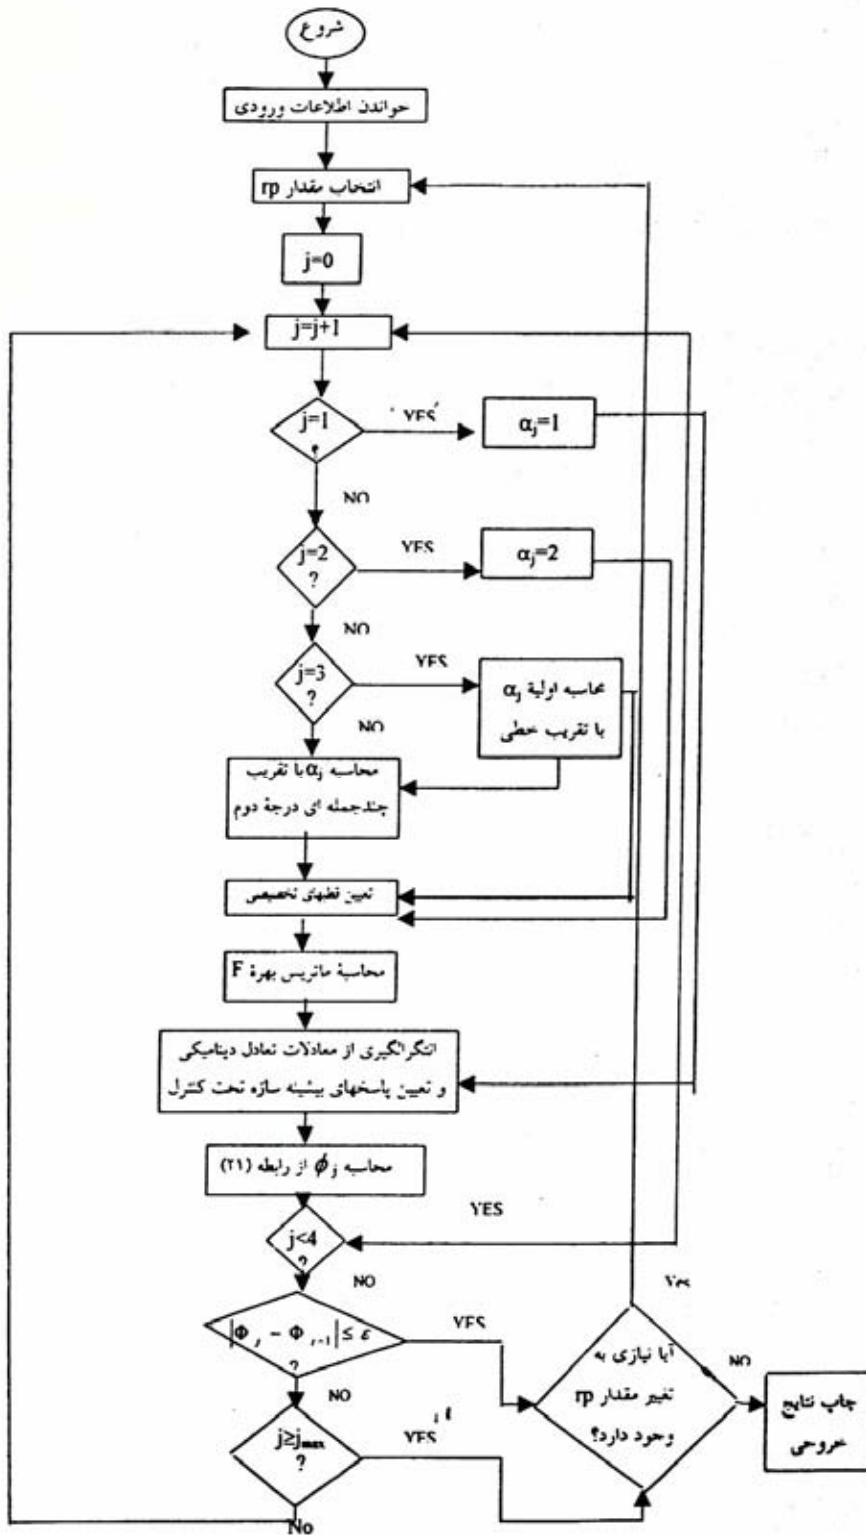 شروع
حواندن اطلاعات ورودی
انتخاب مقدار rp
j=0
j=j+1
j=1
؟
YES
αj=1
NO
j=2
?
YES
αj=2
NO
j=3
?
YES
محاسبه اولیهٔ αj
با تقریب خطی
NO
محاسبه αj با تقریب
چندجمله ای درجهٔ دوم
تعیین قطبهای تخصیصی
محاسبهٔ ماتریس بهرهٔ F
انتگرالگیری از معادلات تعادل دینامیکی
و تعیین پاسخهای بیشینه سازه تحت کنترل
محاسبه ϕj از رابطه (۲۱)
YES
j<4
?
NO
Yes
|Φj − Φj-1| ≤ ε
?
YES
آیا نیازی به
تغییر مقدار rp
وجود دارد؟
NO
چاپ نتایج
خروجی
NO
j≥jmax
?
YES
No